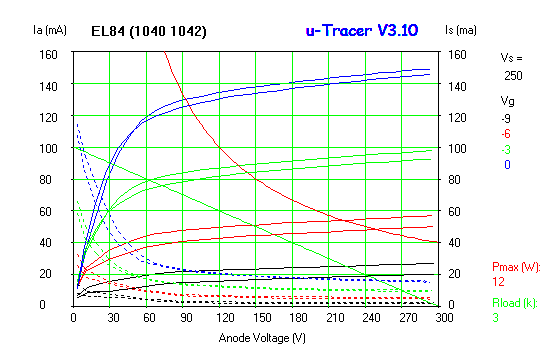 Ia (mA) EL84 (1040 1042) u-Tracer V3.10 Is (ma)
160 160
140 140
120 120
100 100
80 80
60 60
40 40
20 20
0 0
0 30 60 90 120 150 180 210 240 270 300
Anode Voltage (V)
Vs =
250
Vg
-9
-6
-3
0
Pmax (W):
12
Rload (k):
3